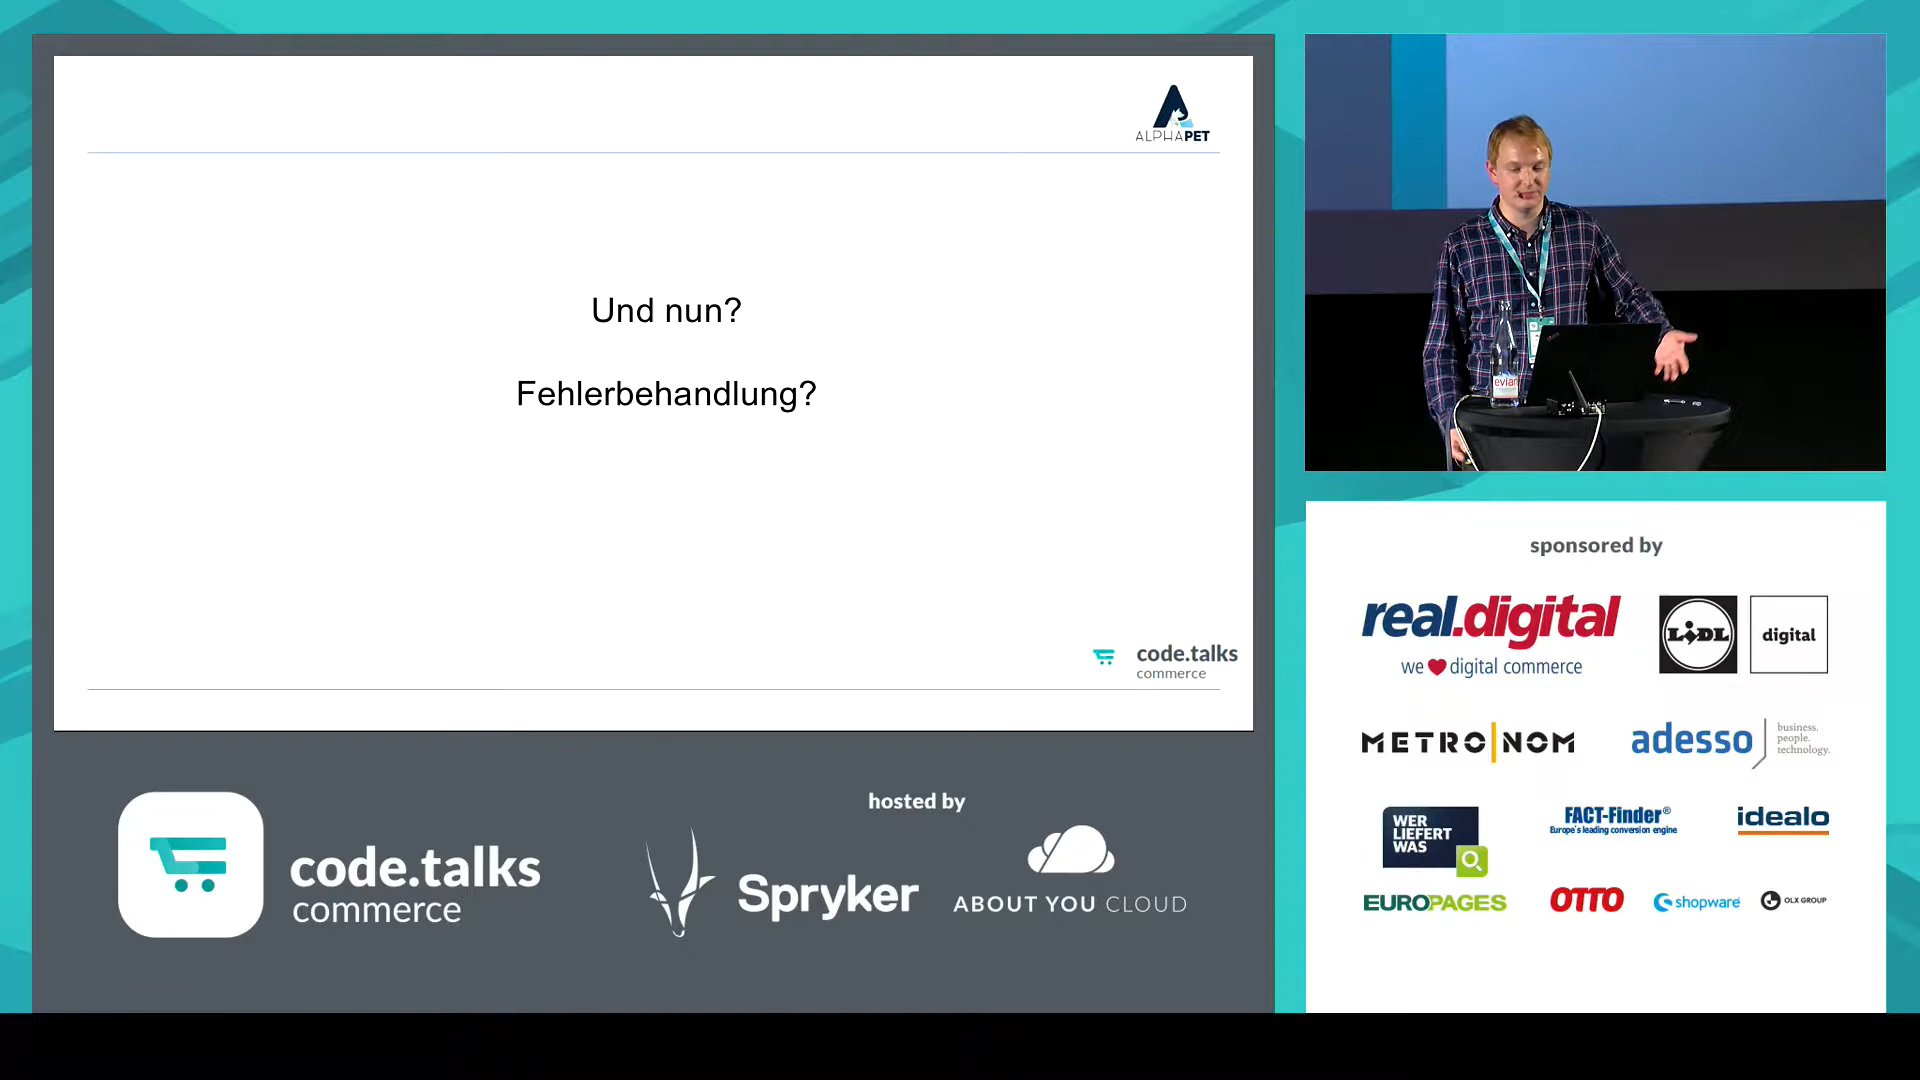 ALPHAPET
Und nun?
Fehlerbehandlung?
code.talks
commerce
code.talks
commerce
hosted by
Spryker
ABOUT YOU CLOUD
evian
sponsored by
real.digital
we digital commerce
LIDL
digital
METRO NOM
adesso
business.
people.
technology.
WER
LIEFERT
WAS
FACT-Finder®
Europe's leading conversion engine
idealo
EUROPAGES
OTTO
shopware
OLX GROUP